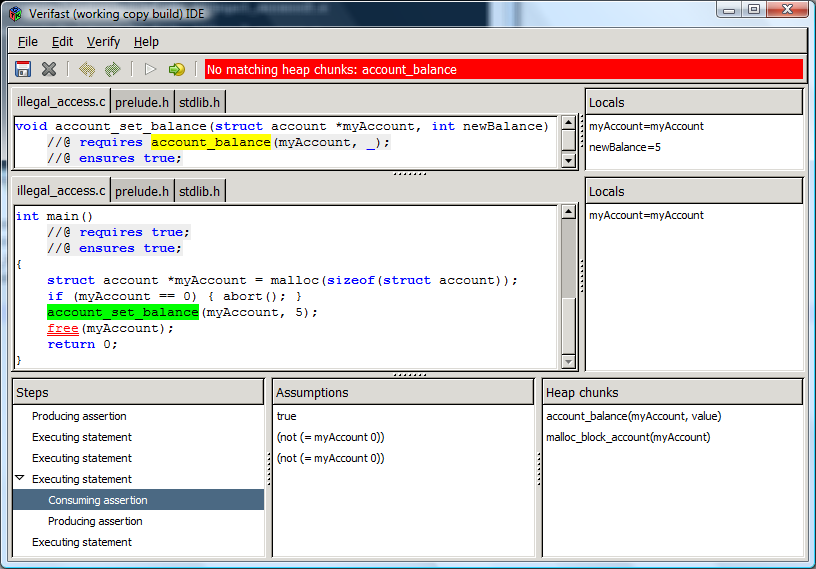 Verifast (working copy build) IDE
File Edit Verify Help
No matching heap chunks: account_balance
illegal_access.c prelude.h stdlib.h
void account_set_balance(struct account *myAccount, int newBalance)
//@ requires account_balance(myAccount, _);
//@ ensures true;
Locals
myAccount=myAccount
newBalance=5
illegal_access.c prelude.h stdlib.h
int main()
//@ requires true;
//@ ensures true;
{
struct account *myAccount = malloc(sizeof(struct account));
if (myAccount == 0) { abort(); }
account_set_balance(myAccount, 5);
free(myAccount);
return 0;
}
Locals
myAccount=myAccount
Steps
Producing assertion
Executing statement
Executing statement
Executing statement
Consuming assertion
Producing assertion
Executing statement
Assumptions
true
(not (= myAccount 0))
(not (= myAccount 0))
Heap chunks
account_balance(myAccount, value)
malloc_block_account(myAccount)